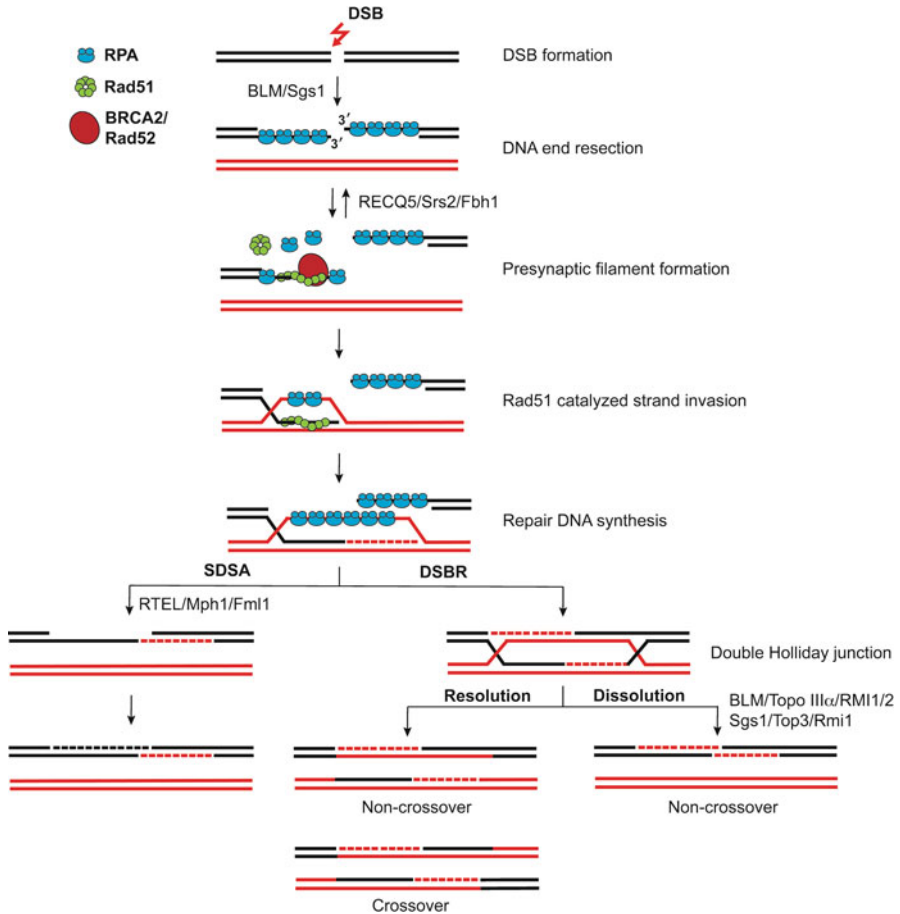 DSB
RPA
Rad51
BRCA2/
Rad52
DSB formation
BLM/Sgs1
3'
3'
DNA end resection
RECQ5/Srs2/Fbh1
Presynaptic filament formation
Rad51 catalyzed strand invasion
Repair DNA synthesis
SDSA
DSBR
RTEL/Mph1/Fml1
Double Holliday junction
Resolution
Dissolution
BLM/Topo IIIα/RMI1/2
Sgs1/Top3/Rmi1
Non-crossover
Non-crossover
Crossover